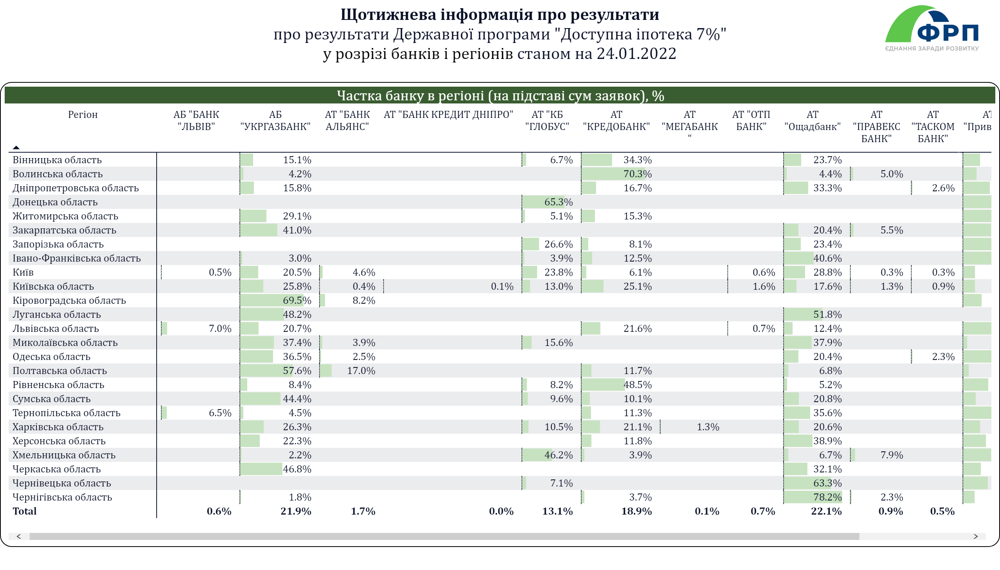 Щотижнева інформація про результати
про результати Державної програми "Доступна іпотека 7%"
у розрізі банків і регіонів станом на 24.01.2022
ФРП
ЄДНАННЯ ЗАРАДИ РОЗВИТКУ
Частка банку в регіоні (на підставі сум заявок), %
Регіон АБ "БАНК АБ АТ "БАНК АТ "БАНК КРЕДИТ ДНІПРО" АТ "КБ АТ АТ АТ "ОТП АТ АТ АТ АТ
"ЛЬВІВ" "УКРГАЗБАНК" АЛЬЯНС" "ГЛОБУС" "КРЕДОБАНК" "МЕГАБАНК БАНК" "Ощадбанк" "ПРАВЕКС "ТАСКОМ "Прив
" БАНК" БАНК"
Вінницька область 15.1% 6.7% 34.3% 23.7%
Волинська область 4.2% 70.3% 4.4% 5.0%
Дніпропетровська область 15.8% 16.7% 33.3% 2.6%
Донецька область 65.3%
Житомирська область 29.1% 5.1% 15.3%
Закарпатська область 41.0% 20.4% 5.5%
Запорізька область 26.6% 8.1% 23.4%
Івано-Франківська область 3.0% 3.9% 12.5% 40.6%
Київ 0.5% 20.5% 4.6% 23.8% 6.1% 0.6% 28.8% 0.3% 0.3%
Київська область 25.8% 0.4% 0.1% 13.0% 25.1% 1.6% 17.6% 1.3% 0.9%
Кіровоградська область 69.5% 8.2%
Луганська область 48.2% 51.8%
Львівська область 7.0% 20.7% 21.6% 0.7% 12.4%
Миколаївська область 37.4% 3.9% 15.6% 37.9%
Одеська область 36.5% 2.5% 20.4% 2.3%
Полтавська область 57.6% 17.0% 11.7% 6.8%
Рівненська область 8.4% 8.2% 48.5% 5.2%
Сумська область 44.4% 9.6% 10.1% 20.8%
Тернопільська область 6.5% 4.5% 11.3% 35.6%
Харківська область 26.3% 10.5% 21.1% 1.3% 20.6%
Херсонська область 22.3% 11.8% 38.9%
Хмельницька область 2.2% 46.2% 3.9% 6.7% 7.9%
Черкаська область 46.8% 32.1%
Чернівецька область 7.1% 63.3%
Чернігівська область 1.8% 3.7% 78.2% 2.3%
Total 0.6% 21.9% 1.7% 0.0% 13.1% 18.9% 0.1% 0.7% 22.1% 0.9% 0.5%